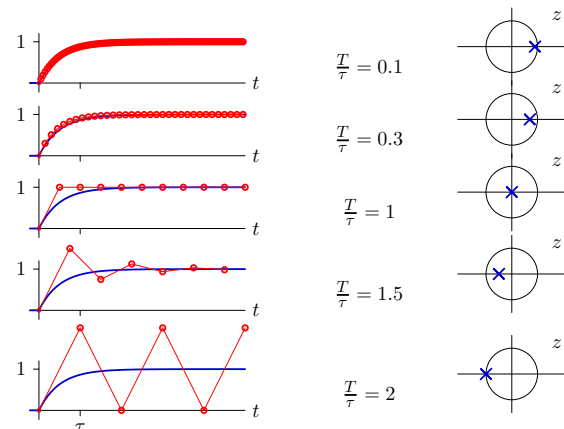 z
1
t
T/τ = 0.1
z
1
t
T/τ = 0.3
z
1
t
T/τ = 1
z
1
t
T/τ = 1.5
z
1
t
T/τ = 2
τ